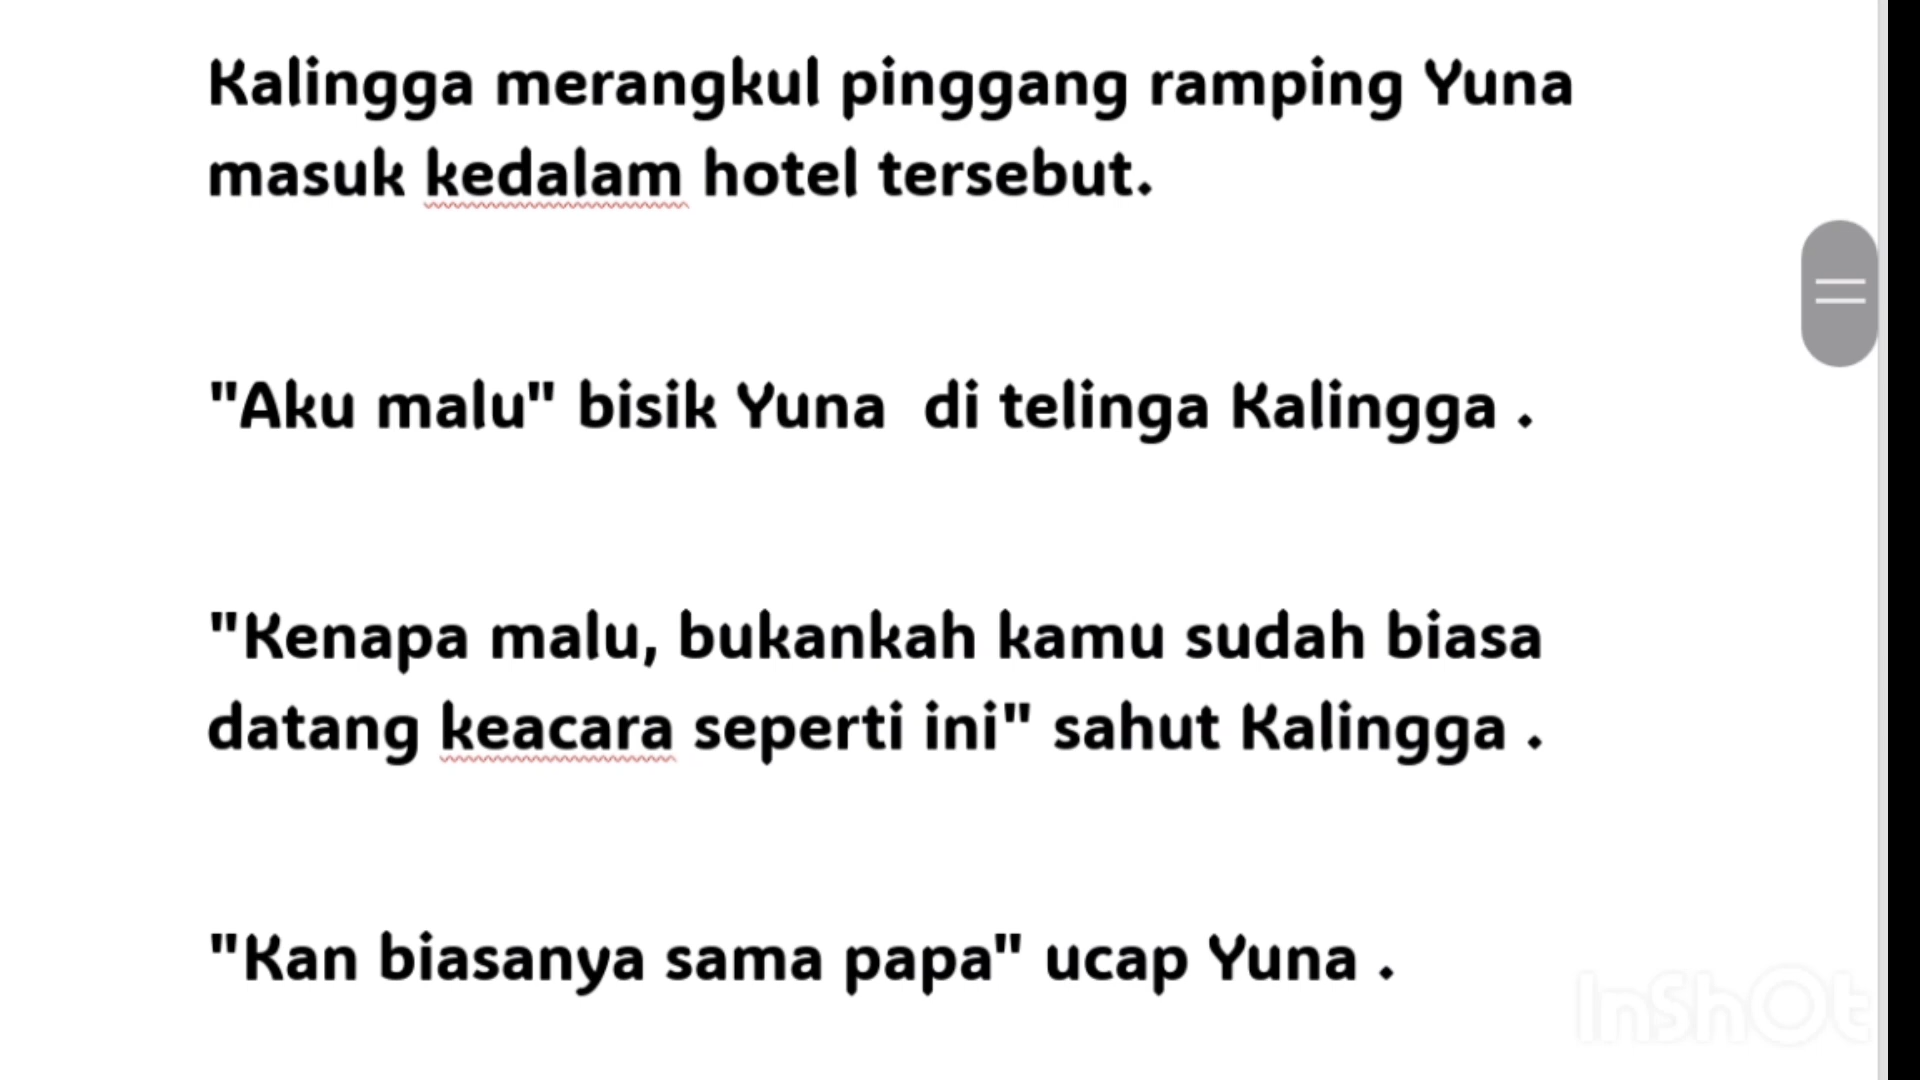 Kalingga merangkul pinggang ramping Yuna
masuk kedalam hotel tersebut.
"Aku malu" bisik Yuna  di telinga Kalingga .
"Kenapa malu, bukankah kamu sudah biasa
datang keacara seperti ini" sahut Kalingga .
"Kan biasanya sama papa" ucap Yuna .
InShOt